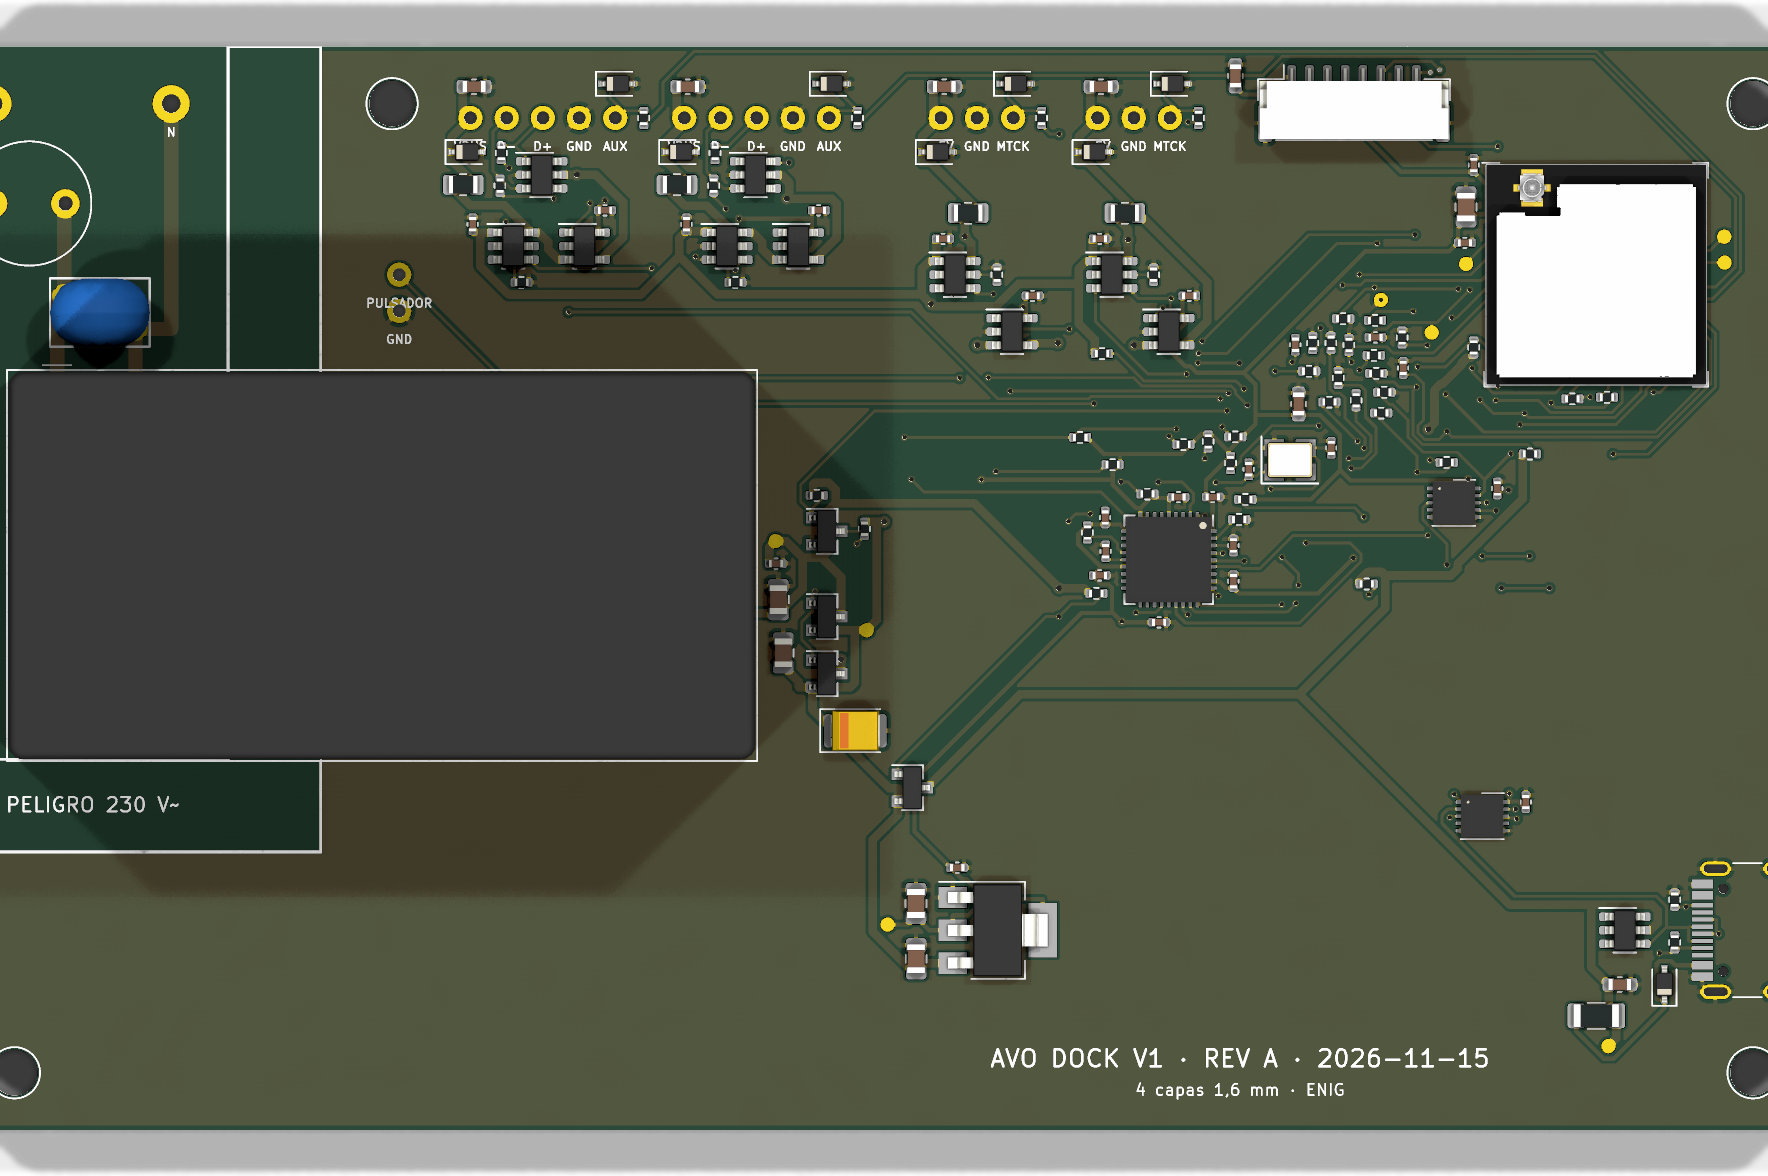 N
D+ GND AUX
D+ GND AUX
GND MTCK
GND MTCK
PULSADOR
GND
PELIGRO 230 V~
AVO DOCK V1 · REV A · 2026-11-15
4 capas 1,6 mm · ENIG